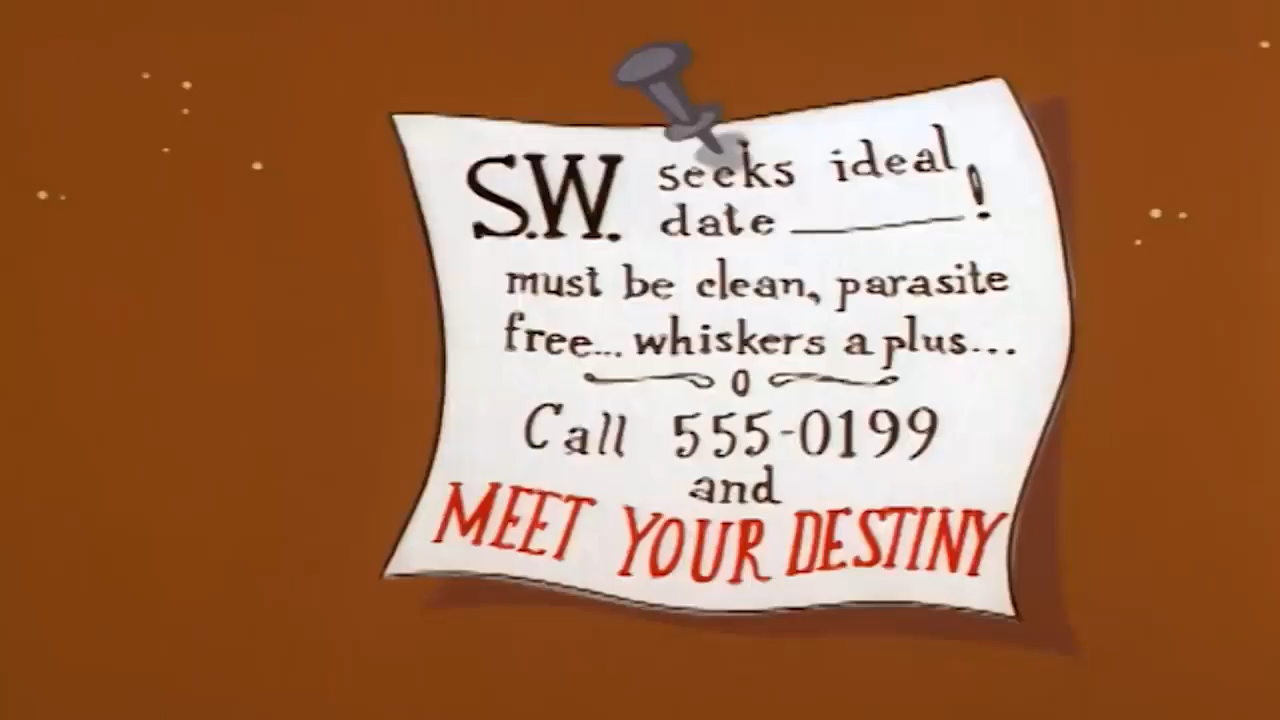 S.W. seeks ideal
date ______!
must be clean, parasite
free... whiskers a plus...
Call 555-0199
and
MEET YOUR DESTINY